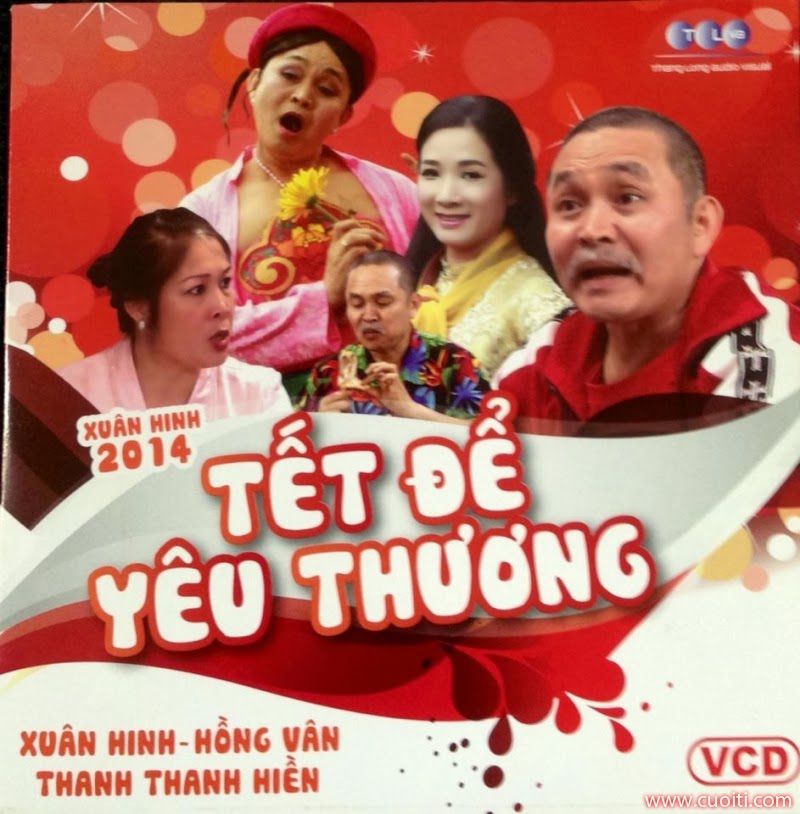 TLAB
Thang Long audio visual
XUÂN HINH
2014
TẾT ĐỂ
YÊU THƯƠNG
XUÂN HINH - HỒNG VÂN
THANH THANH HIỀN
VCD
www.cuoiti.com